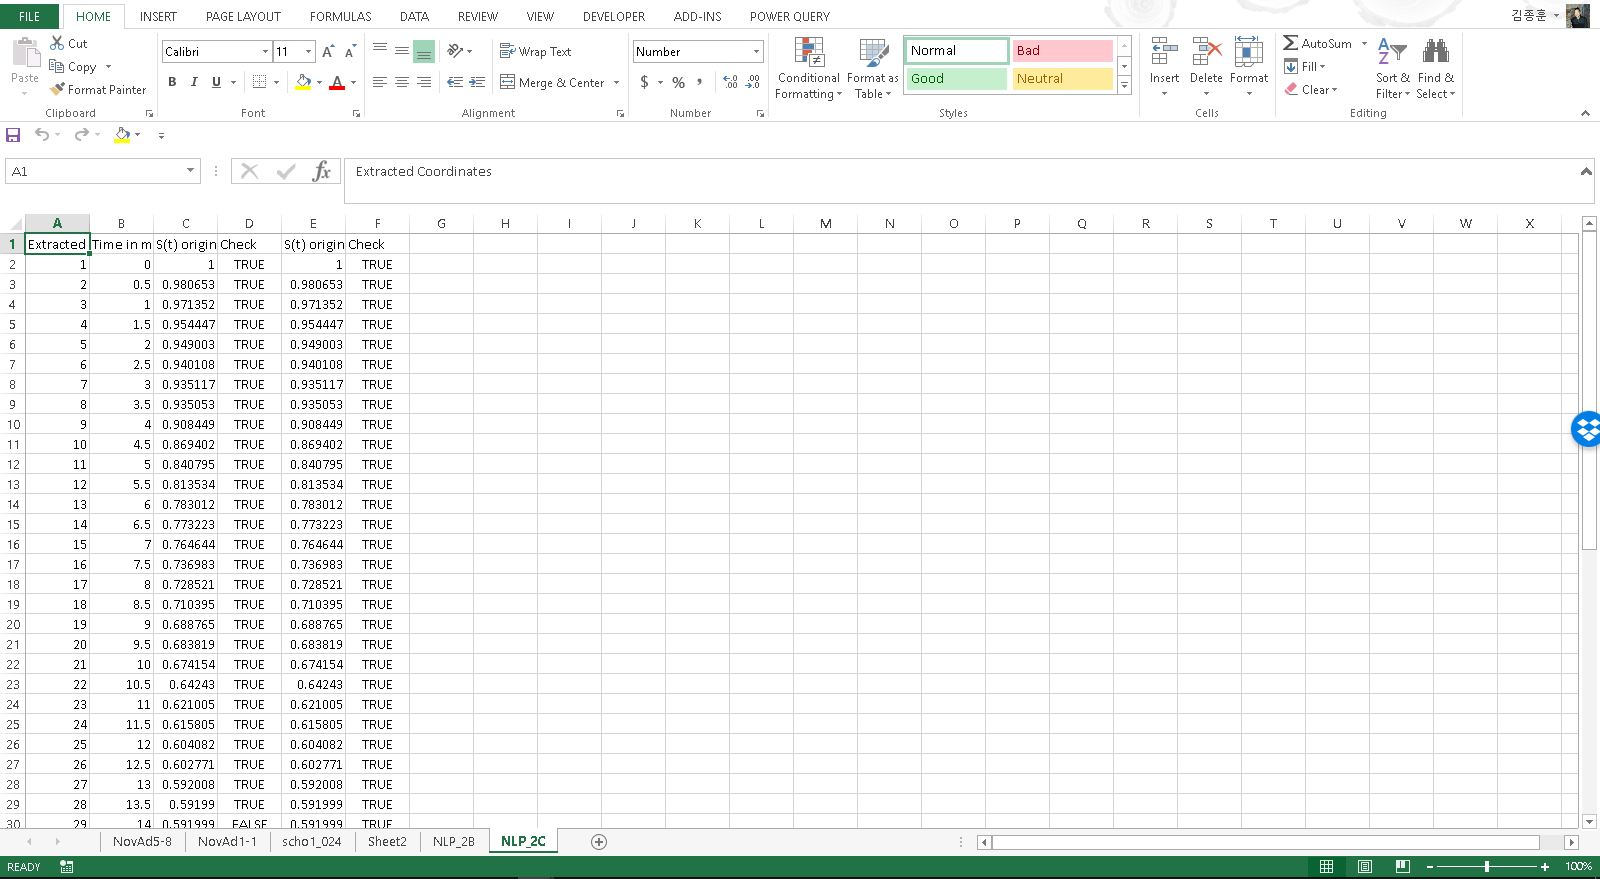 FILE HOME INSERT PAGE LAYOUT FORMULAS DATA REVIEW VIEW DEVELOPER ADD-INS POWER QUERY 김종훈
Paste Cut Copy Format Painter Clipboard
Calibri 11 B I U A Font
Wrap Text Merge & Center Alignment
Number $ % , Number
Conditional Formatting Format as Table Normal Bad Good Neutral Styles
Insert Delete Format Cells
AutoSum Fill Clear Sort & Filter Find & Select Editing
A1 fx Extracted Coordinates
A B C D E F G H I J K L M N O P Q R S T U V W X
1 Extracted Time in m S(t) origin Check S(t) origin Check
2 1 0 1 TRUE 1 TRUE
3 2 0.5 0.980653 TRUE 0.980653 TRUE
4 3 1 0.971352 TRUE 0.971352 TRUE
5 4 1.5 0.954447 TRUE 0.954447 TRUE
6 5 2 0.949003 TRUE 0.949003 TRUE
7 6 2.5 0.940108 TRUE 0.940108 TRUE
8 7 3 0.935117 TRUE 0.935117 TRUE
9 8 3.5 0.935053 TRUE 0.935053 TRUE
10 9 4 0.908449 TRUE 0.908449 TRUE
11 10 4.5 0.869402 TRUE 0.869402 TRUE
12 11 5 0.840795 TRUE 0.840795 TRUE
13 12 5.5 0.813534 TRUE 0.813534 TRUE
14 13 6 0.783012 TRUE 0.783012 TRUE
15 14 6.5 0.773223 TRUE 0.773223 TRUE
16 15 7 0.764644 TRUE 0.764644 TRUE
17 16 7.5 0.736983 TRUE 0.736983 TRUE
18 17 8 0.728521 TRUE 0.728521 TRUE
19 18 8.5 0.710395 TRUE 0.710395 TRUE
20 19 9 0.688765 TRUE 0.688765 TRUE
21 20 9.5 0.683819 TRUE 0.683819 TRUE
22 21 10 0.674154 TRUE 0.674154 TRUE
23 22 10.5 0.64243 TRUE 0.64243 TRUE
24 23 11 0.621005 TRUE 0.621005 TRUE
25 24 11.5 0.615805 TRUE 0.615805 TRUE
26 25 12 0.604082 TRUE 0.604082 TRUE
27 26 12.5 0.602771 TRUE 0.602771 TRUE
28 27 13 0.592008 TRUE 0.592008 TRUE
29 28 13.5 0.59199 TRUE 0.591999 TRUE
30 29 14 0.591999 FALSE 0.591999 TRUE
NovAd5-8 NovAd1-1 scho1_024 Sheet2 NLP_2B NLP_2C
READY 100%